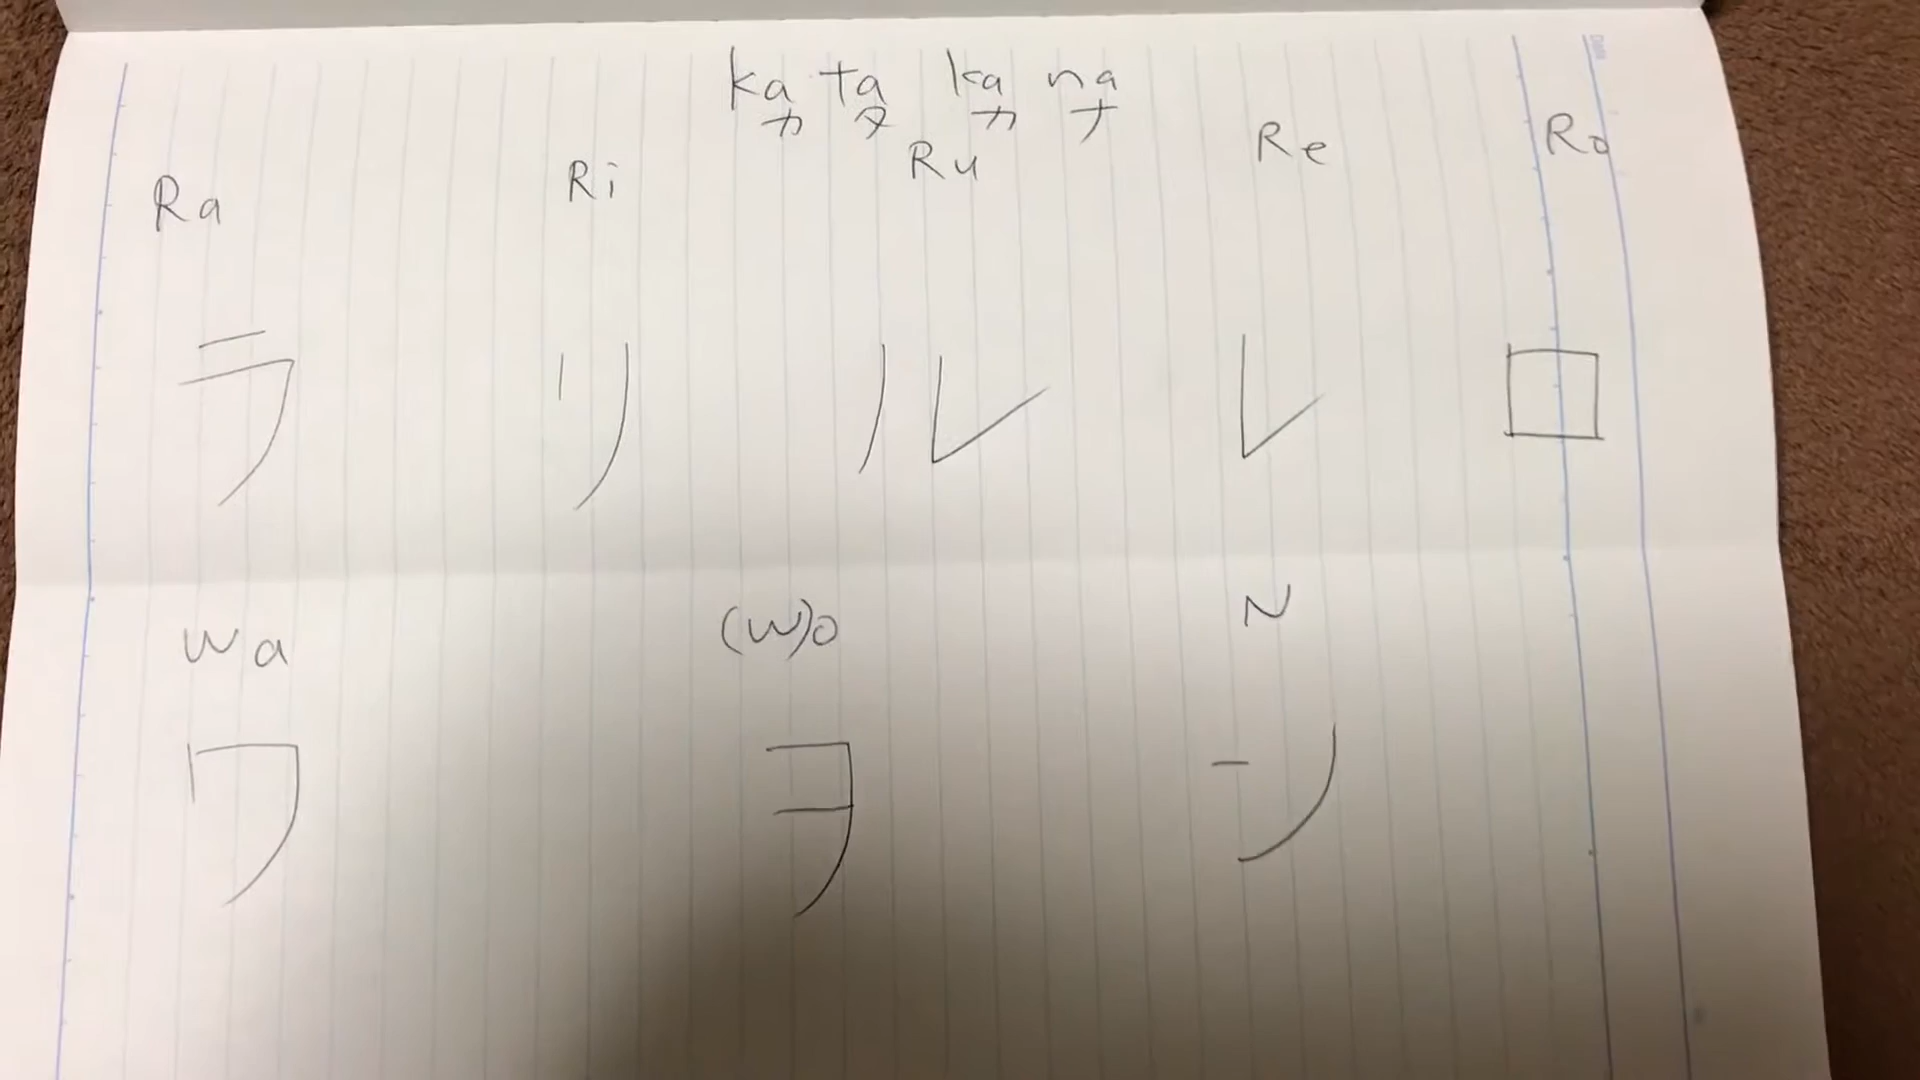 ka ta ka na
カ タ カ ナ
Ra Ri Ru Re Ro
ラ リ ル レ ロ
wa (w)o N
ワ ヲ ン